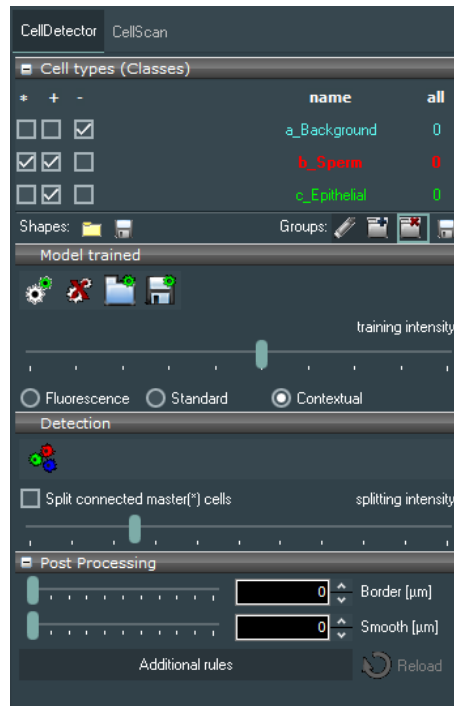 CellDetector CellScan
Cell types (Classes)
* + - name all
a_Background 0
b_Sperm 0
c_Epithelial 0
Shapes: Groups:
Model trained
training intensity
Fluorescence Standard Contextual
Detection
Split connected master(*) cells splitting intensity
Post Processing
0 Border [µm]
0 Smooth [µm]
Additional rules Reload